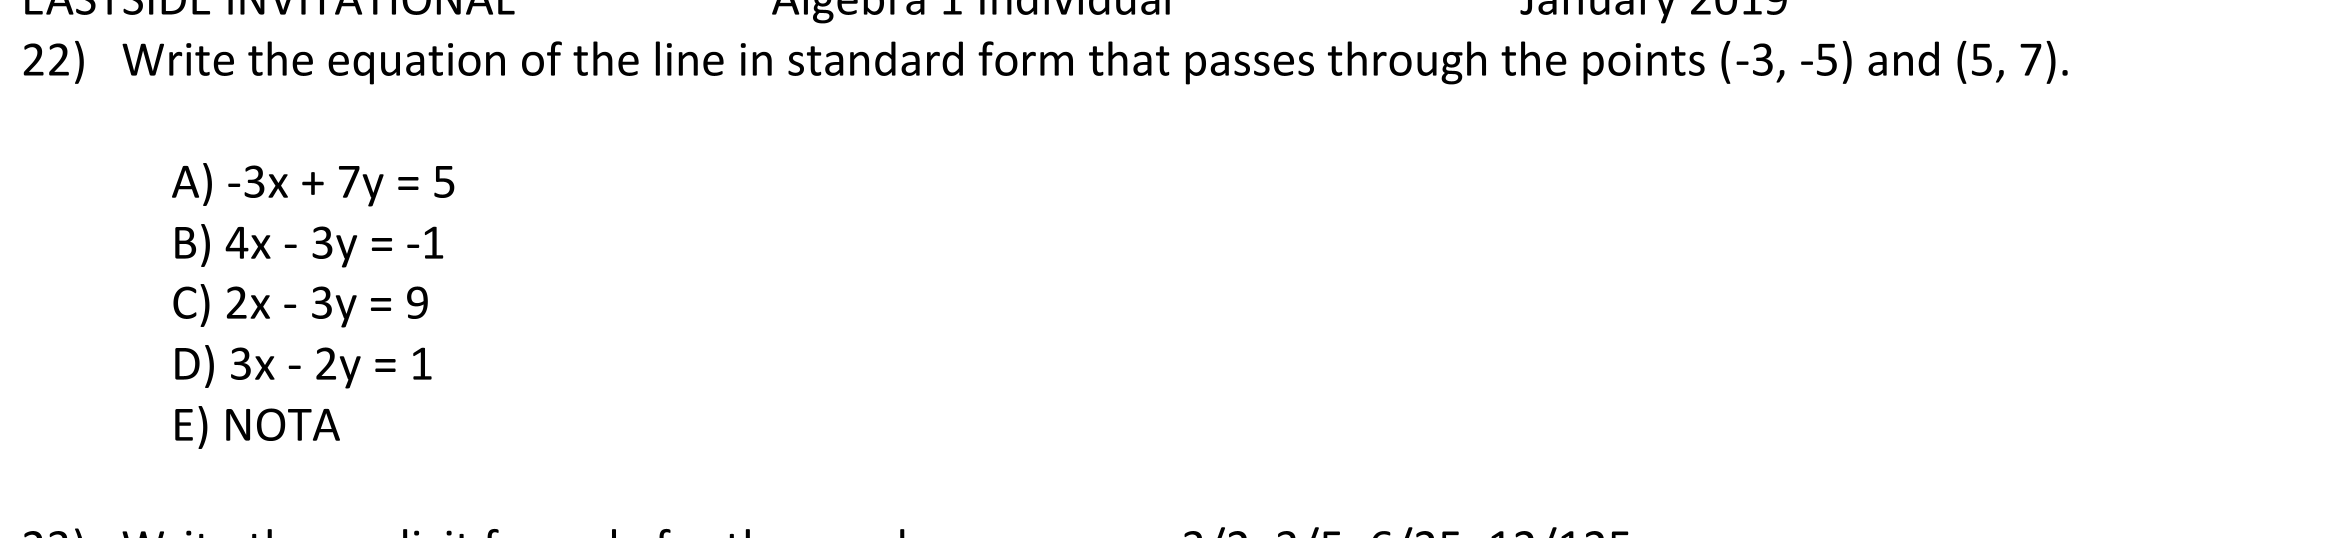 EASTSIDE INVITATIONAL Algebra 1 Individual January 2019
22) Write the equation of the line in standard form that passes through the points (-3, -5) and (5, 7).
A) -3x + 7y = 5
B) 4x - 3y = -1
C) 2x - 3y = 9
D) 3x - 2y = 1
E) NOTA